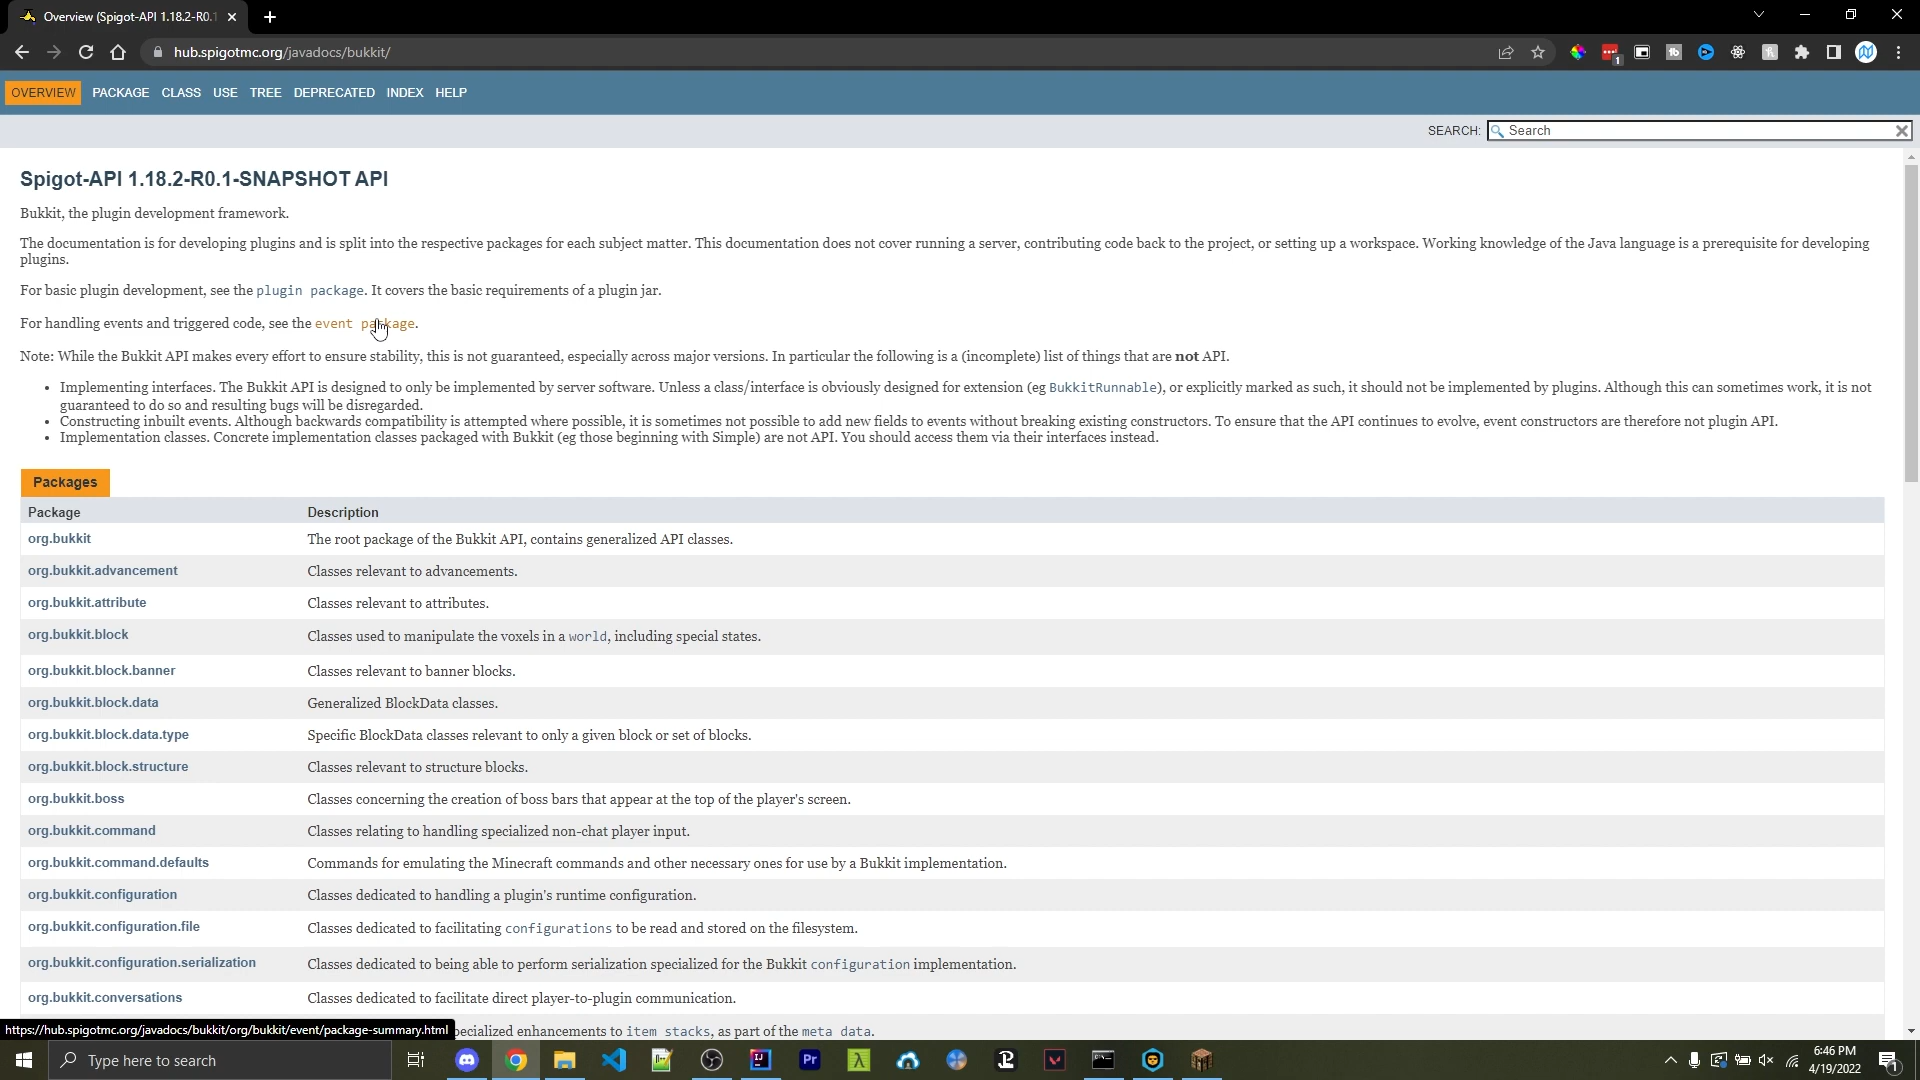 Overview (Spigot-API 1.18.2-R0.1
hub.spigotmc.org/javadocs/bukkit/
OVERVIEW PACKAGE CLASS USE TREE DEPRECATED INDEX HELP
SEARCH: Search
Spigot-API 1.18.2-R0.1-SNAPSHOT API
Bukkit, the plugin development framework.
The documentation is for developing plugins and is split into the respective packages for each subject matter. This documentation does not cover running a server, contributing code back to the project, or setting up a workspace. Working knowledge of the Java language is a prerequisite for developing
plugins.
For basic plugin development, see the plugin package. It covers the basic requirements of a plugin jar.
For handling events and triggered code, see the event package.
Note: While the Bukkit API makes every effort to ensure stability, this is not guaranteed, especially across major versions. In particular the following is a (incomplete) list of things that are not API.
• Implementing interfaces. The Bukkit API is designed to only be implemented by server software. Unless a class/interface is obviously designed for extension (eg BukkitRunnable), or explicitly marked as such, it should not be implemented by plugins. Although this can sometimes work, it is not
guaranteed to do so and resulting bugs will be disregarded.
• Constructing inbuilt events. Although backwards compatibility is attempted where possible, it is sometimes not possible to add new fields to events without breaking existing constructors. To ensure that the API continues to evolve, event constructors are therefore not plugin API.
• Implementation classes. Concrete implementation classes packaged with Bukkit (eg those beginning with Simple) are not API. You should access them via their interfaces instead.
Packages
Package Description
org.bukkit The root package of the Bukkit API, contains generalized API classes.
org.bukkit.advancement Classes relevant to advancements.
org.bukkit.attribute Classes relevant to attributes.
org.bukkit.block Classes used to manipulate the voxels in a world, including special states.
org.bukkit.block.banner Classes relevant to banner blocks.
org.bukkit.block.data Generalized BlockData classes.
org.bukkit.block.data.type Specific BlockData classes relevant to only a given block or set of blocks.
org.bukkit.block.structure Classes relevant to structure blocks.
org.bukkit.boss Classes concerning the creation of boss bars that appear at the top of the player's screen.
org.bukkit.command Classes relating to handling specialized non-chat player input.
org.bukkit.command.defaults Commands for emulating the Minecraft commands and other necessary ones for use by a Bukkit implementation.
org.bukkit.configuration Classes dedicated to handling a plugin's runtime configuration.
org.bukkit.configuration.file Classes dedicated to facilitating configurations to be read and stored on the filesystem.
org.bukkit.configuration.serialization Classes dedicated to being able to perform serialization specialized for the Bukkit configuration implementation.
org.bukkit.conversations Classes dedicated to facilitate direct player-to-plugin communication.
https://hub.spigotmc.org/javadocs/bukkit/org/bukkit/event/package-summary.html pecialized enhancements to item stacks, as part of the meta data.
Type here to search
Pr
6:46 PM
4/19/2022
1